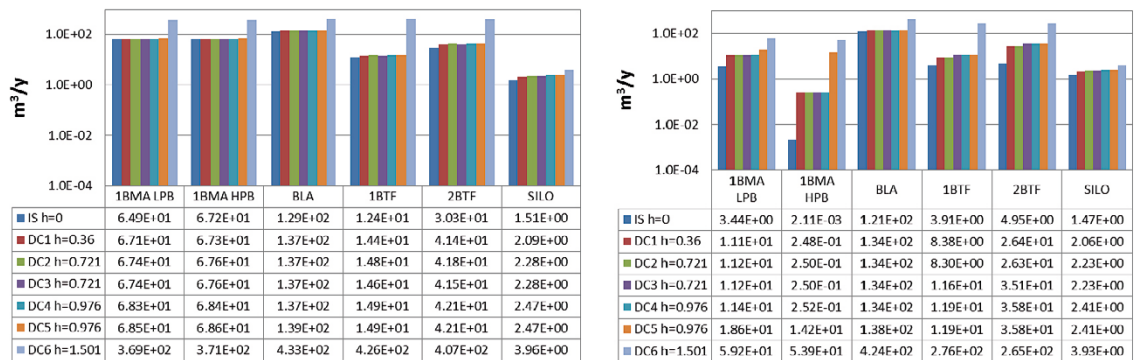 m³/y
1.0E+02
1.0E+00
1.0E-02
1.0E-04
1BMA LPB 1BMA HPB BLA 1BTF 2BTF SILO
IS h=0 6.49E+01 6.72E+01 1.29E+02 1.24E+01 3.03E+01 1.51E+00
DC1 h=0.36 6.71E+01 6.73E+01 1.37E+02 1.44E+01 4.14E+01 2.09E+00
DC2 h=0.721 6.74E+01 6.76E+01 1.37E+02 1.48E+01 4.18E+01 2.28E+00
DC3 h=0.721 6.74E+01 6.76E+01 1.37E+02 1.46E+01 4.15E+01 2.28E+00
DC4 h=0.976 6.83E+01 6.84E+01 1.37E+02 1.49E+01 4.21E+01 2.47E+00
DC5 h=0.976 6.85E+01 6.86E+01 1.39E+02 1.49E+01 4.21E+01 2.47E+00
DC6 h=1.501 3.69E+02 3.71E+02 4.33E+02 4.26E+02 4.07E+02 3.96E+00
m³/y
1.0E+02
1.0E+00
1.0E-02
1.0E-04
1BMA 1BMA BLA 1BTF 2BTF SILO
LPB HPB
IS h=0 3.44E+00 2.11E-03 1.21E+02 3.91E+00 4.95E+00 1.47E+00
DC1 h=0.36 1.11E+01 2.48E-01 1.34E+02 8.38E+00 2.64E+01 2.06E+00
DC2 h=0.721 1.12E+01 2.50E-01 1.34E+02 8.30E+00 2.63E+01 2.23E+00
DC3 h=0.721 1.12E+01 2.50E-01 1.34E+02 1.16E+01 3.51E+01 2.23E+00
DC4 h=0.976 1.14E+01 2.52E-01 1.34E+02 1.19E+01 3.58E+01 2.41E+00
DC5 h=0.976 1.86E+01 1.42E+01 1.38E+02 1.19E+01 3.58E+01 2.41E+00
DC6 h=1.501 5.92E+01 5.39E+01 4.24E+02 2.76E+02 2.65E+02 3.93E+00